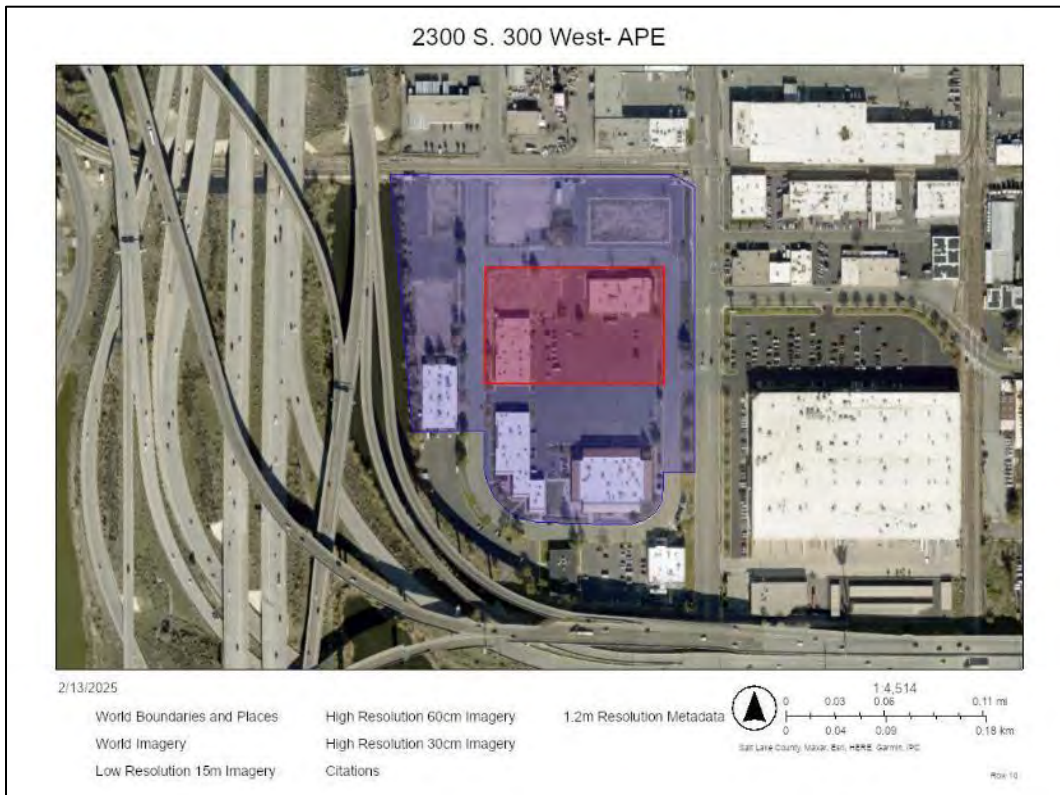 2300 S. 300 West- APE
2/13/2025
World Boundaries and Places
World Imagery
Low Resolution 15m Imagery
High Resolution 60cm Imagery
High Resolution 30cm Imagery
Citations
1.2m Resolution Metadata
1:4,514
0 0.03 0.06 0.11 mi
0 0.04 0.09 0.18 km
Salt Lake County, Maxar, Esri, HERE, Garmin, iPC